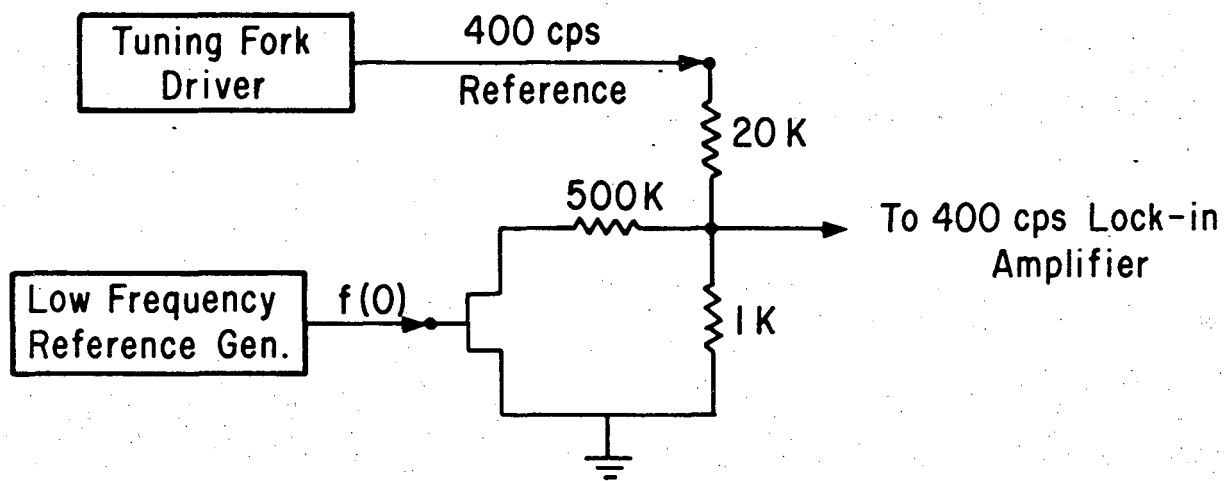 Tuning Fork
Driver
400 cps
Reference
20 K
500 K
To 400 cps Lock-in
Amplifier
Low Frequency
Reference Gen.
f (0)
1 K